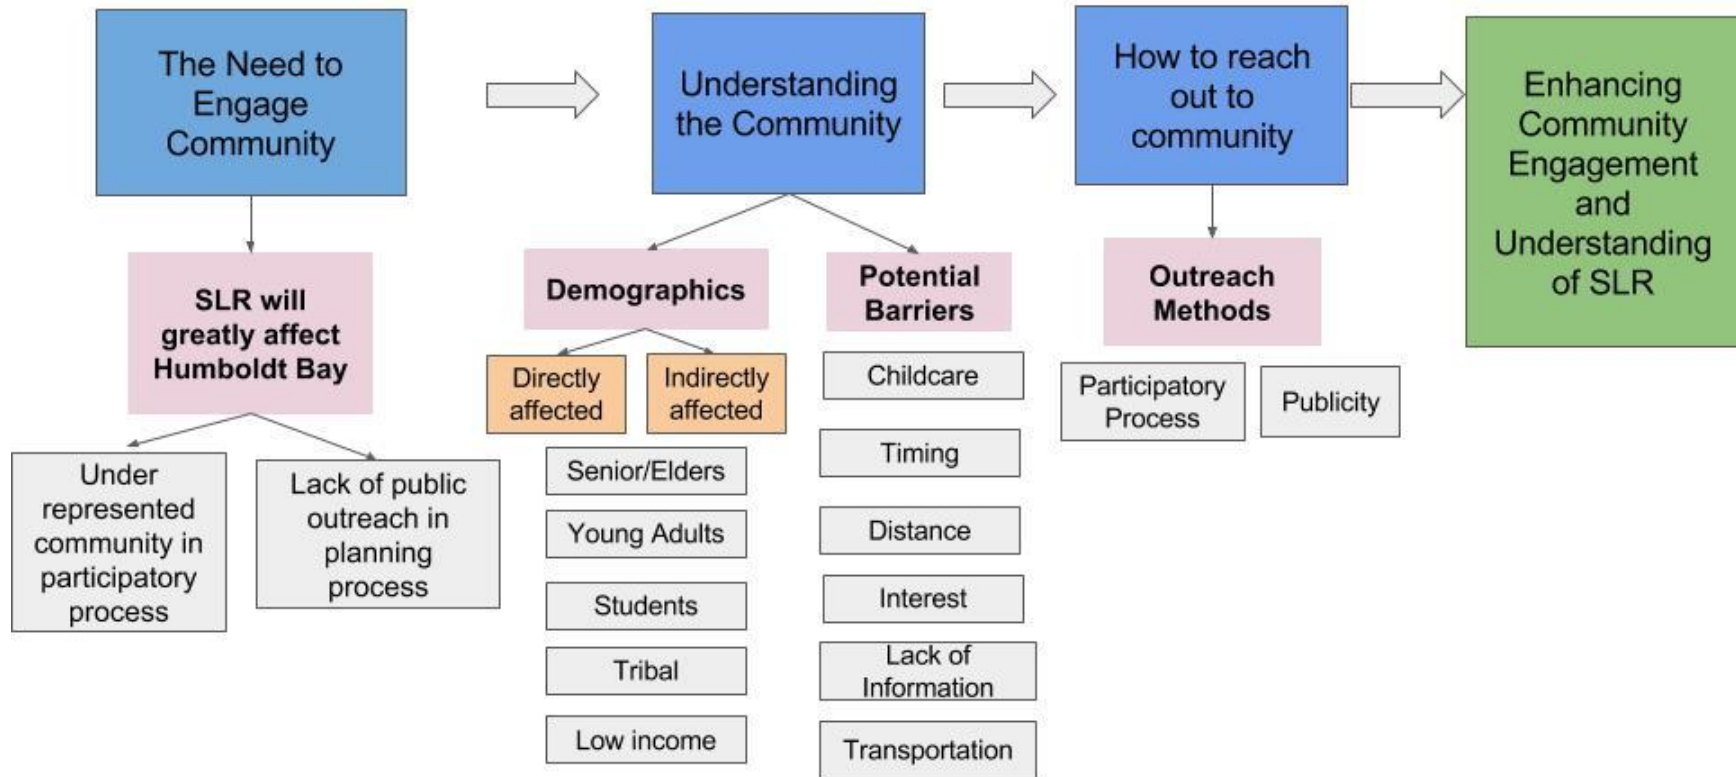 The Need to
Engage
Community
Understanding
the Community
How to reach
out to
community
Enhancing
Community
Engagement
and
Understanding
of SLR
SLR will
greatly affect
Humboldt Bay
Under
represented
community in
participatory
process
Lack of public
outreach in
planning
process
Demographics
Directly
affected
Indirectly
affected
Senior/Elders
Young Adults
Students
Tribal
Low income
Potential
Barriers
Childcare
Timing
Distance
Interest
Lack of
Information
Transportation
Outreach
Methods
Participatory
Process
Publicity